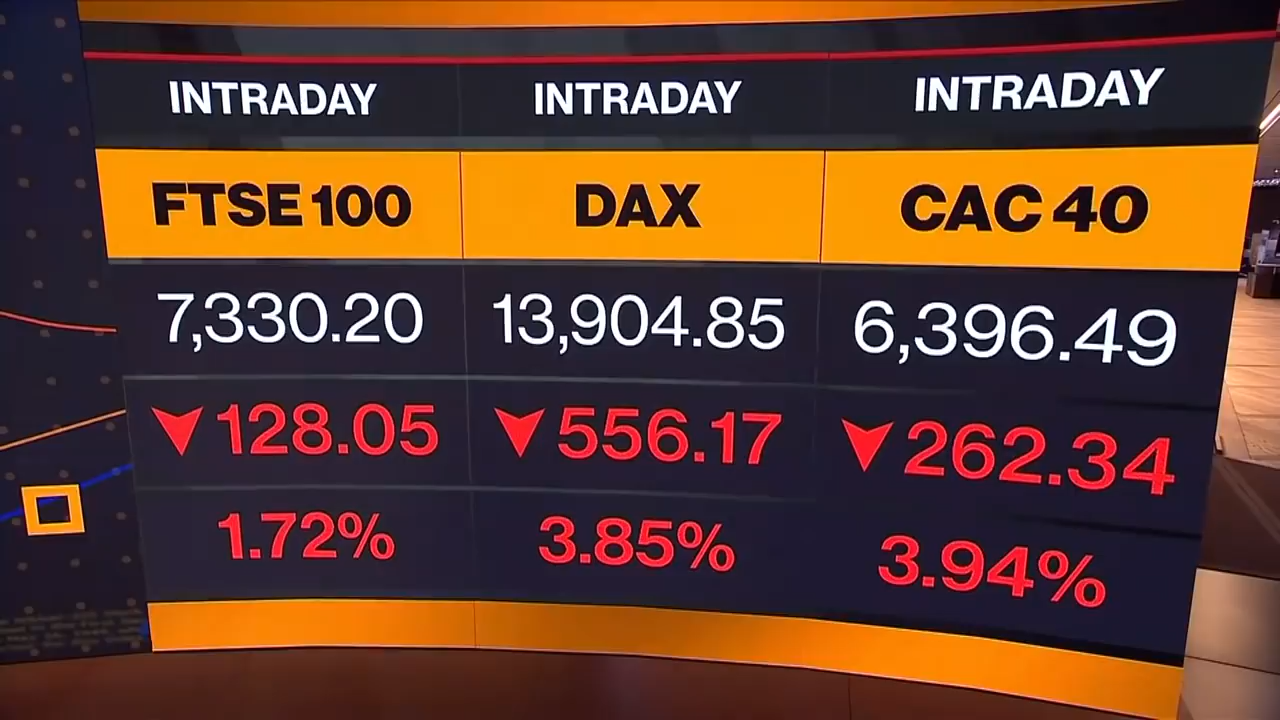 INTRADAY INTRADAY INTRADAY
FTSE 100 DAX CAC 40
7,330.20 13,904.85 6,396.49
128.05 556.17 262.34
1.72% 3.85% 3.94%